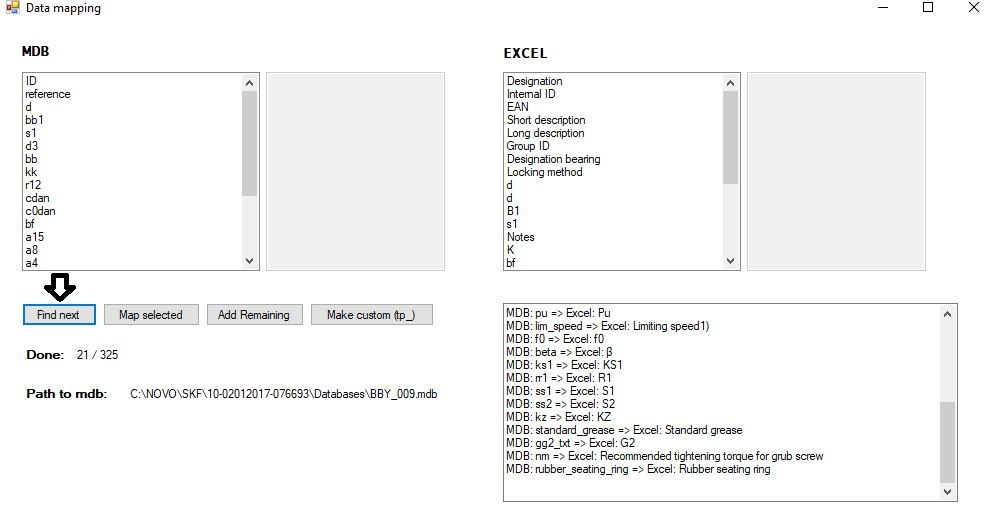 Data mapping
MDB
ID
reference
d
bb1
s1
d3
bb
kk
r12
cdan
c0dan
bf
a15
a8
a4
EXCEL
Designation
Internal ID
EAN
Short description
Long description
Group ID
Designation bearing
Locking method
d
d
B1
s1
Notes
K
bf
Find next
Map selected
Add Remaining
Make custom (tp_)
Done: 21 / 325
Path to mdb: C:\NOVO\SKF\10-02012017-076693\Databases\BBY_009.mdb
MDB: pu => Excel: Pu
MDB: lim_speed => Excel: Limiting speed1)
MDB: f0 => Excel: f0
MDB: beta => Excel: β
MDB: ks1 => Excel: KS1
MDB: rr1 => Excel: R1
MDB: ss1 => Excel: S1
MDB: ss2 => Excel: S2
MDB: kz => Excel: KZ
MDB: standard_grease => Excel: Standard grease
MDB: gg2_txt => Excel: G2
MDB: nm => Excel: Recommended tightening torque for grub screw
MDB: rubber_seating_ring => Excel: Rubber seating ring